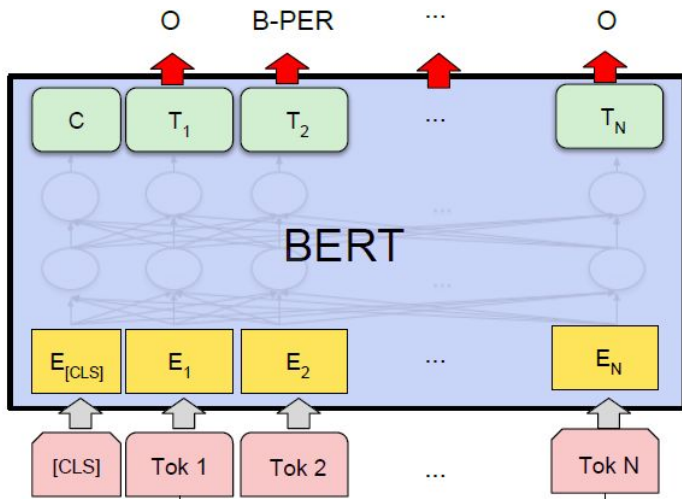 O B-PER ... O
C T1 T2 ... TN
...
BERT
...
E[CLS] E1 E2 ... EN
[CLS] Tok 1 Tok 2 ... Tok N